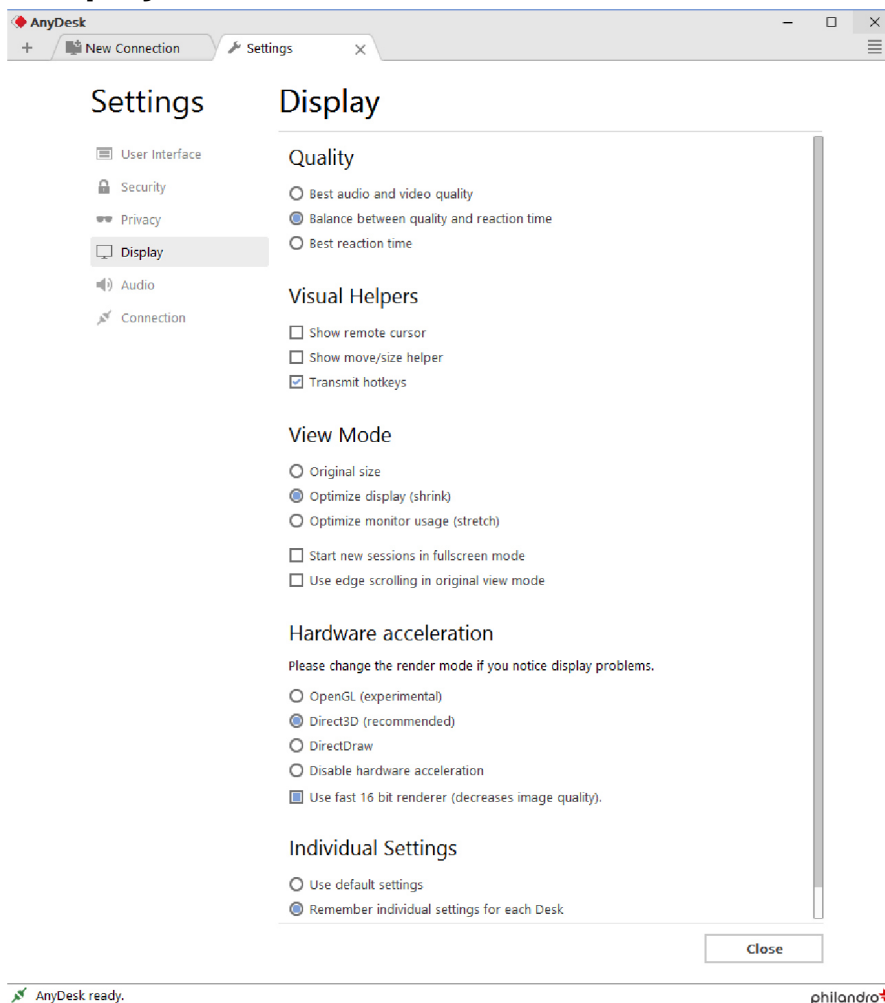 AnyDesk
New Connection
Settings
Settings
User Interface
Security
Privacy
Display
Audio
Connection
Display
Quality
Best audio and video quality
Balance between quality and reaction time
Best reaction time
Visual Helpers
Show remote cursor
Show move/size helper
Transmit hotkeys
View Mode
Original size
Optimize display (shrink)
Optimize monitor usage (stretch)
Start new sessions in fullscreen mode
Use edge scrolling in original view mode
Hardware acceleration
Please change the render mode if you notice display problems.
OpenGL (experimental)
Direct3D (recommended)
DirectDraw
Disable hardware acceleration
Use fast 16 bit renderer (decreases image quality).
Individual Settings
Use default settings
Remember individual settings for each Desk
Close
AnyDesk ready.
philandro